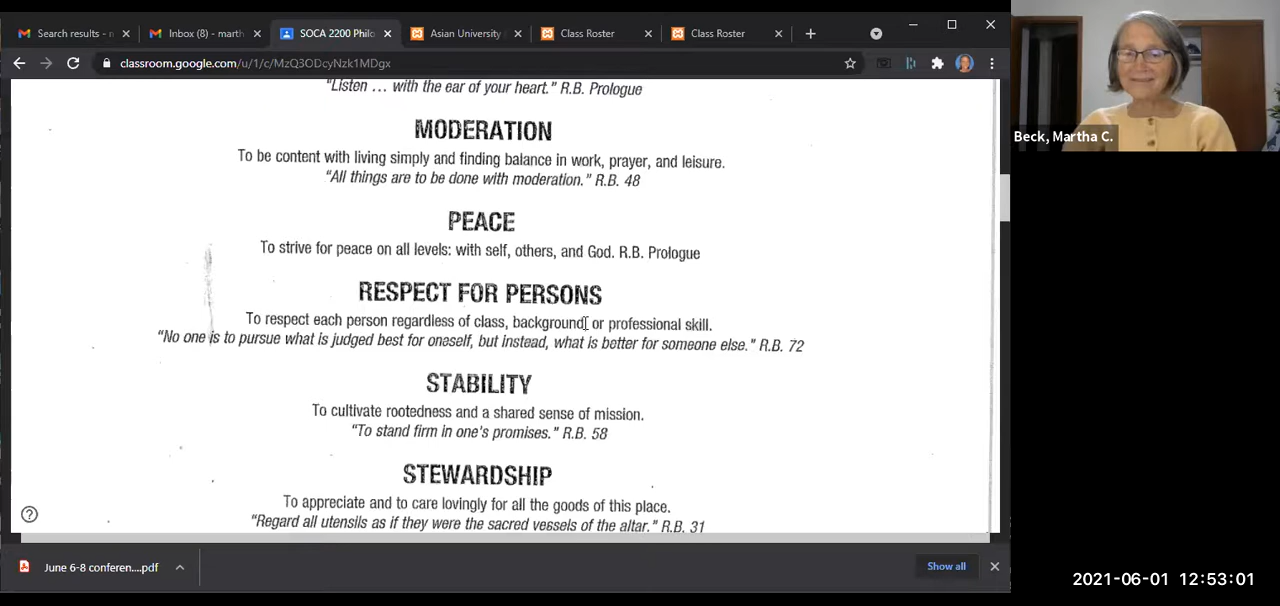 Search results - n
Inbox (8) - marth
SOCA 2200 Philo
Asian University
Class Roster
Class Roster
classroom.google.com/u/1/c/MzQ3ODcyNzk1MDgx
"Listen ... with the ear of your heart." R.B. Prologue
MODERATION
To be content with living simply and finding balance in work, prayer, and leisure.
"All things are to be done with moderation." R.B. 48
PEACE
To strive for peace on all levels: with self, others, and God. R.B. Prologue
RESPECT FOR PERSONS
To respect each person regardless of class, background or professional skill.
"No one is to pursue what is judged best for oneself, but instead, what is better for someone else." R.B. 72
STABILITY
To cultivate rootedness and a shared sense of mission.
"To stand firm in one's promises." R.B. 58
STEWARDSHIP
To appreciate and to care lovingly for all the goods of this place.
"Regard all utensils as if they were the sacred vessels of the altar." R.B. 31
June 6-8 conferen....pdf
Show all
Beck, Martha C.
2021-06-01 12:53:01